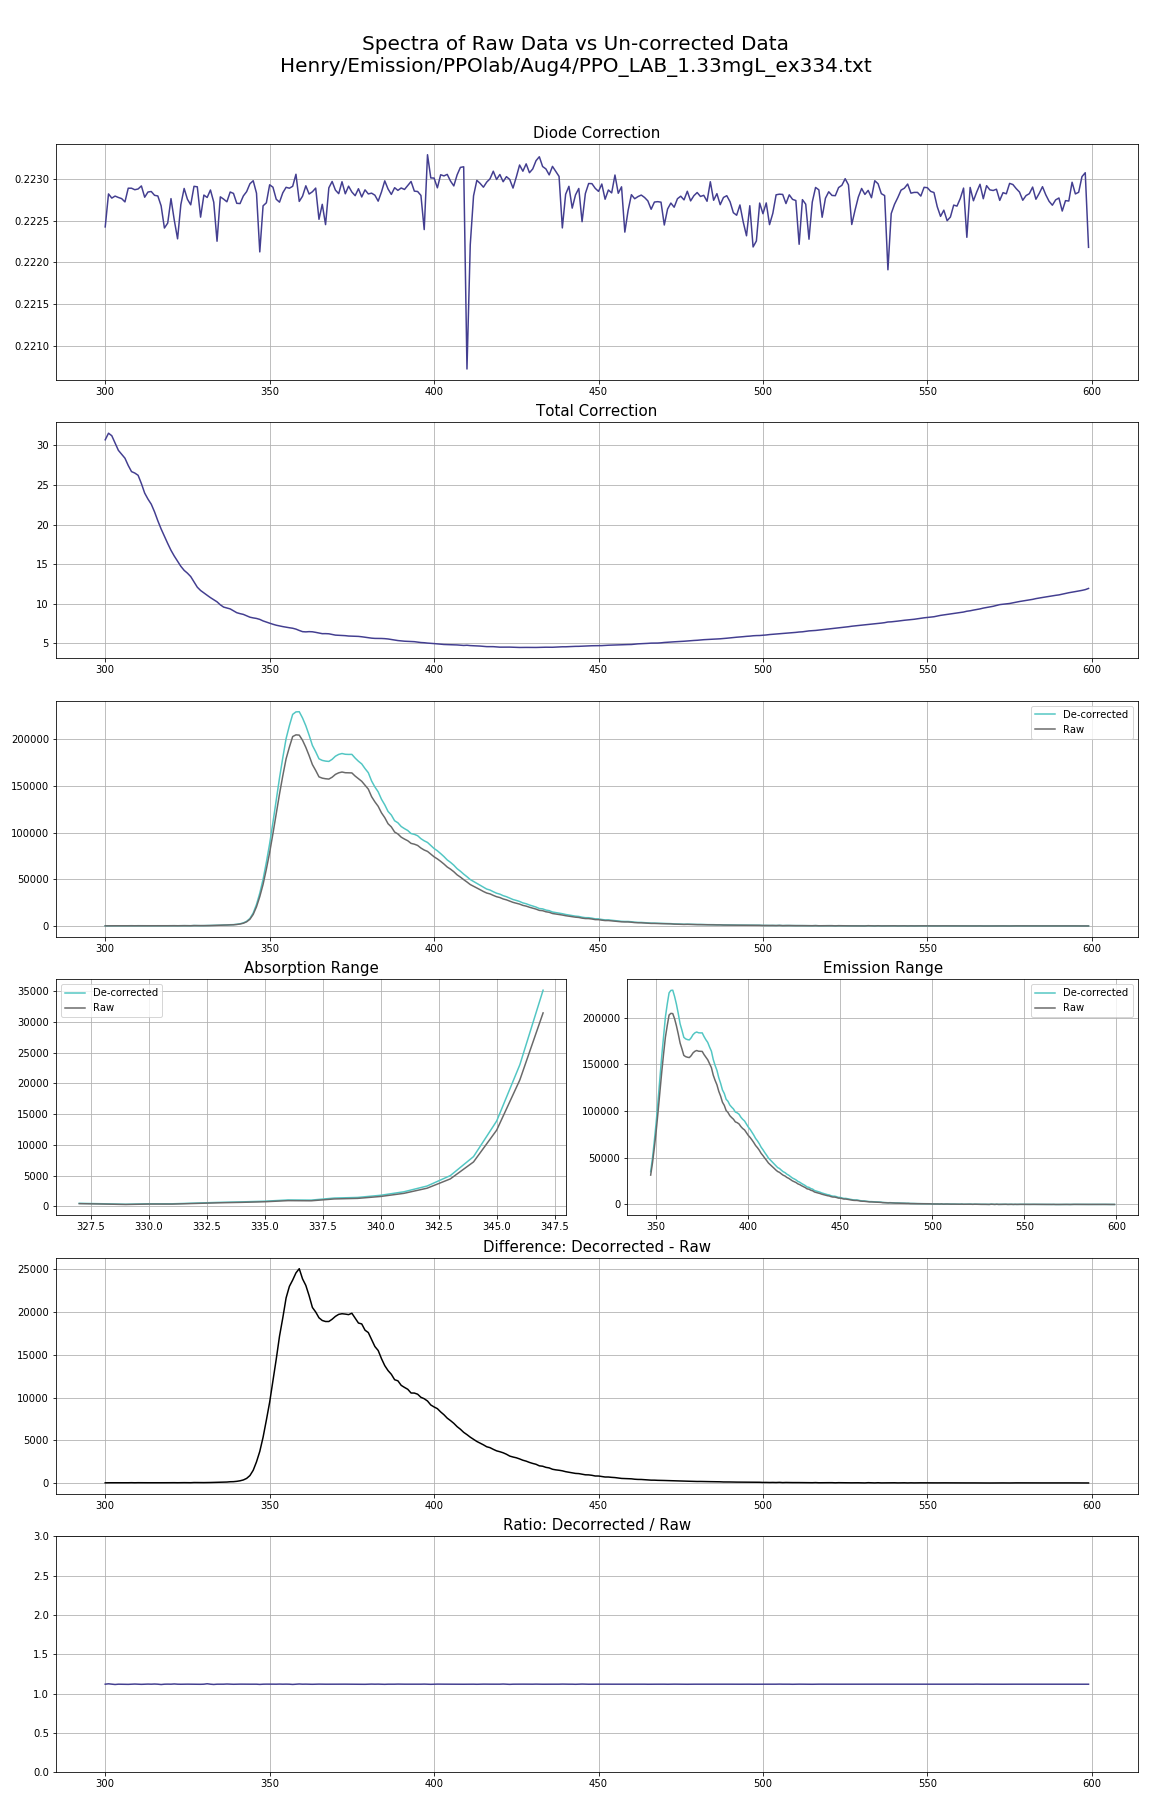 Spectra of Raw Data vs Un-corrected Data
Henry/Emission/PPOlab/Aug4/PPO_LAB_1.33mgL_ex334.txt
Diode Correction
0.2230
0.2225
0.2220
0.2215
0.2210
300 350 400 450 500 550 600
Total Correction
30
25
20
15
10
5
300 350 400 450 500 550 600
De-corrected
Raw
200000
150000
100000
50000
0
300 350 400 450 500 550 600
Absorption Range
De-corrected
Raw
35000
30000
25000
20000
15000
10000
5000
0
327.5 330.0 332.5 335.0 337.5 340.0 342.5 345.0 347.5
Emission Range
De-corrected
Raw
200000
150000
100000
50000
0
350 400 450 500 550 600
Difference: Decorrected - Raw
25000
20000
15000
10000
5000
0
300 350 400 450 500 550 600
Ratio: Decorrected / Raw
3.0
2.5
2.0
1.5
1.0
0.5
0.0
300 350 400 450 500 550 600